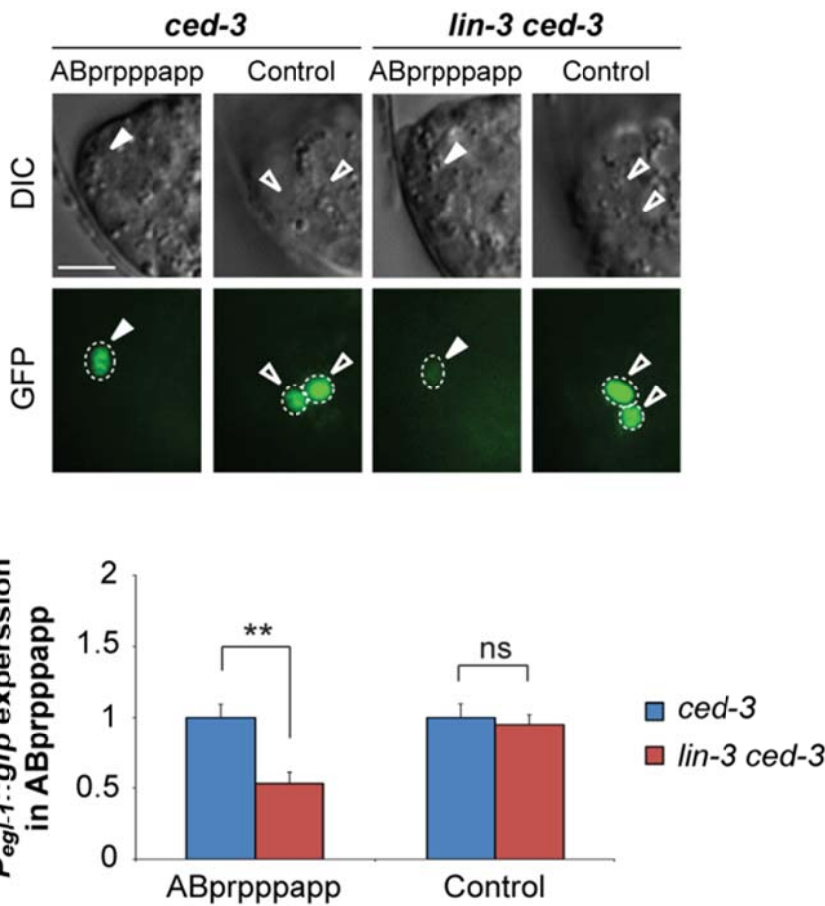 ced-3
lin-3 ced-3
ABprpppapp
Control
ABprpppapp
Control
DIC
GFP
Pegl-1::gfp experssion
in ABprpppapp
2
1.5
1
0.5
0
**
ns
ced-3
lin-3 ced-3
ABprpppapp
Control